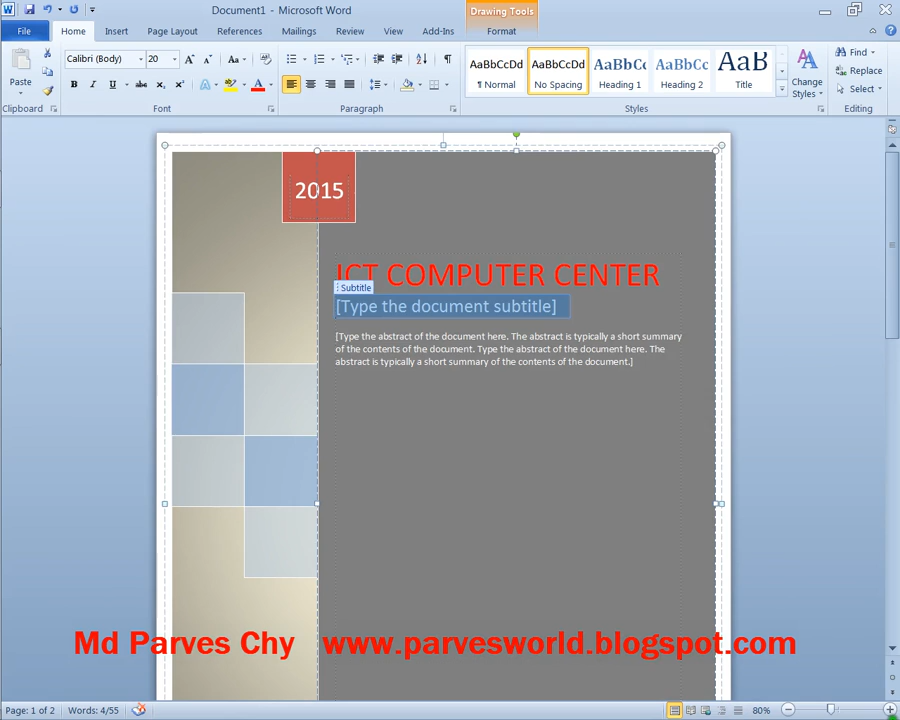 Document1 - Microsoft Word
Drawing Tools
File Home Insert Page Layout References Mailings Review View Add-Ins Format
Calibri (Body) 20
Paste
B I U
AaBbCcDd AaBbCcDd AaBbCc AaBbCc AaB
¶ Normal No Spacing Heading 1 Heading 2 Title
Change Styles
Find
Replace
Select
Clipboard Font Paragraph Styles Editing
2015
ICT COMPUTER CENTER
Subtitle
[Type the document subtitle]
[Type the abstract of the document here. The abstract is typically a short summary
of the contents of the document. Type the abstract of the document here. The
abstract is typically a short summary of the contents of the document.]
Md Parves Chy www.parvesworld.blogspot.com
Page: 1 of 2 Words: 4/55 80%